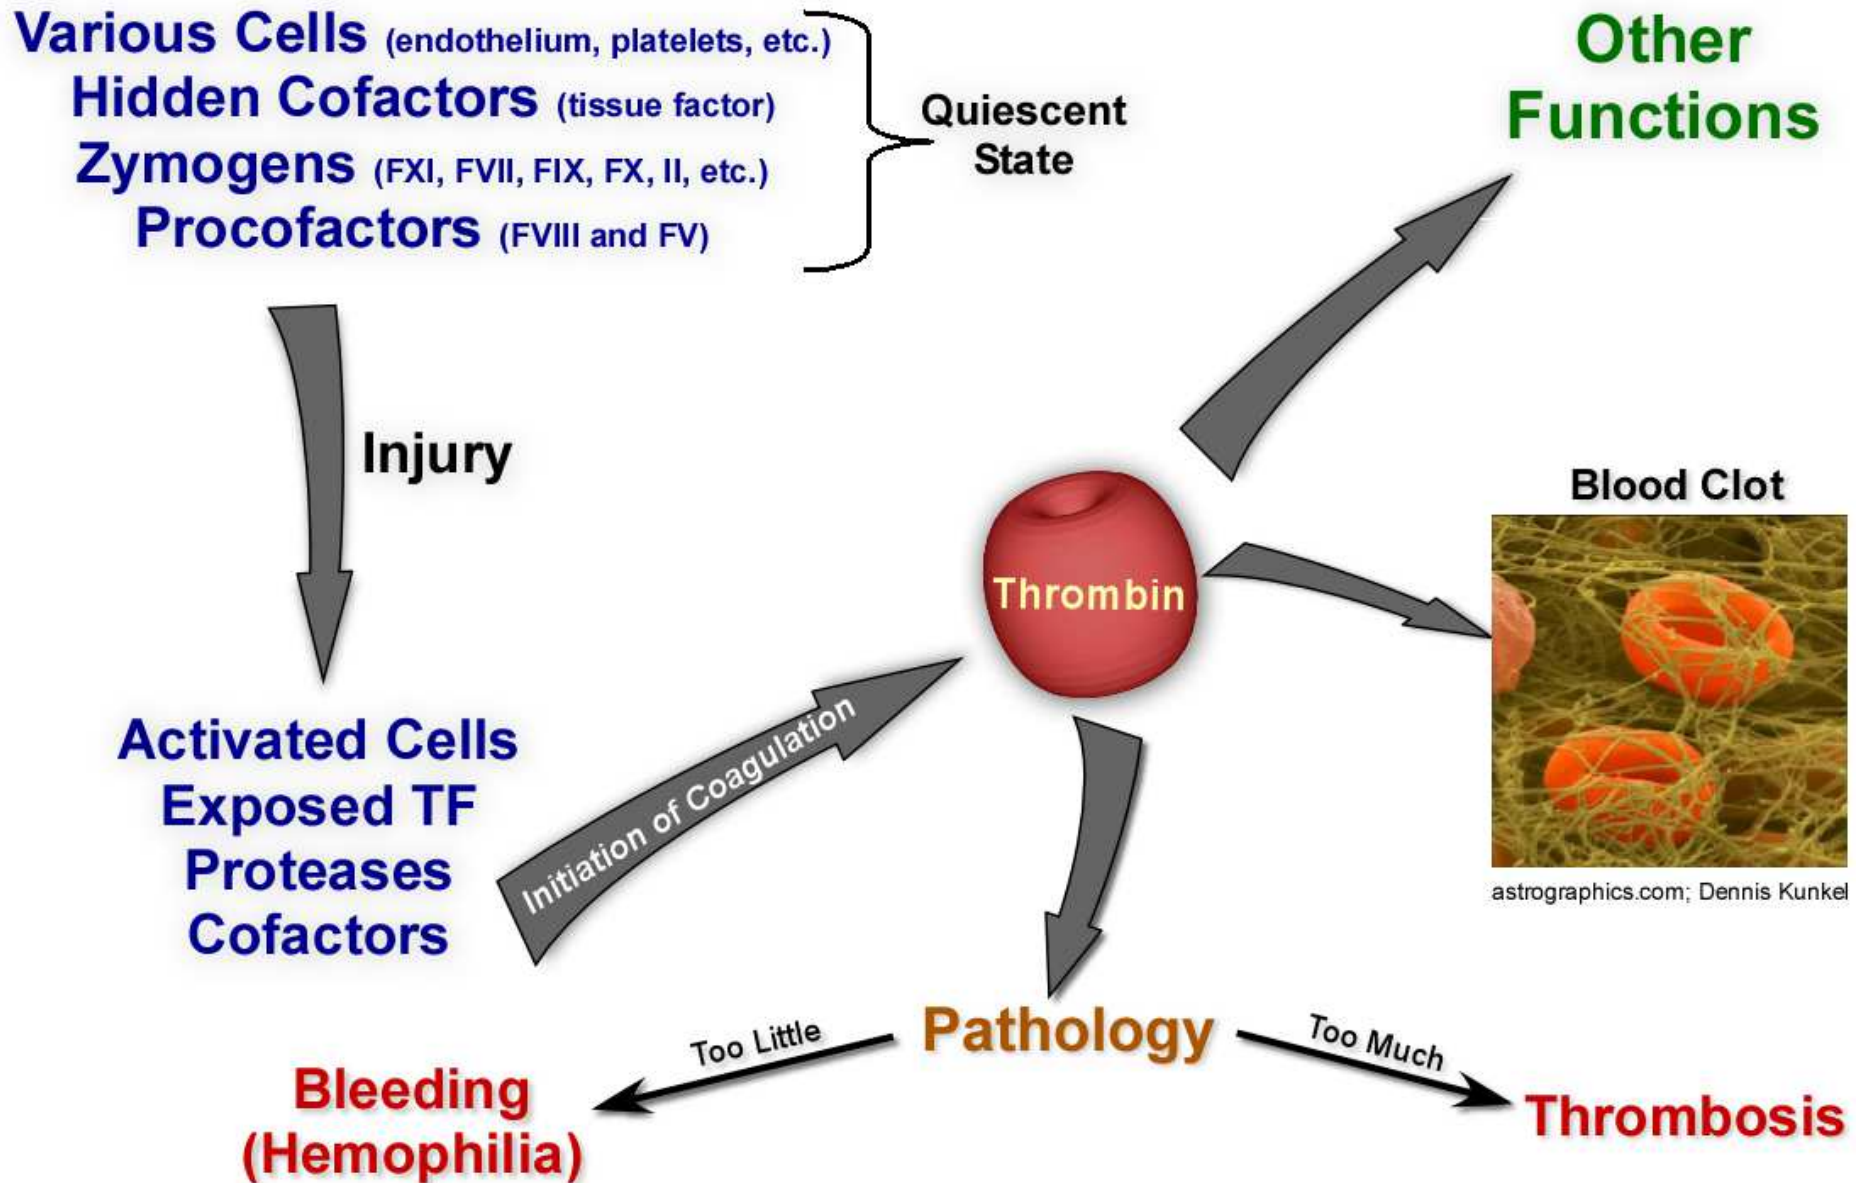 Various Cells (endothelium, platelets, etc.)
Hidden Cofactors (tissue factor)
Zymogens (FXI, FVII, FIX, FX, II, etc.)
Procofactors (FVIII and FV)
Quiescent
State
Other
Functions
Injury
Blood Clot
Thrombin
astrographics.com; Dennis Kunkel
Activated Cells
Exposed TF
Proteases
Cofactors
Initiation of Coagulation
Pathology
Too Little
Too Much
Bleeding
(Hemophilia)
Thrombosis